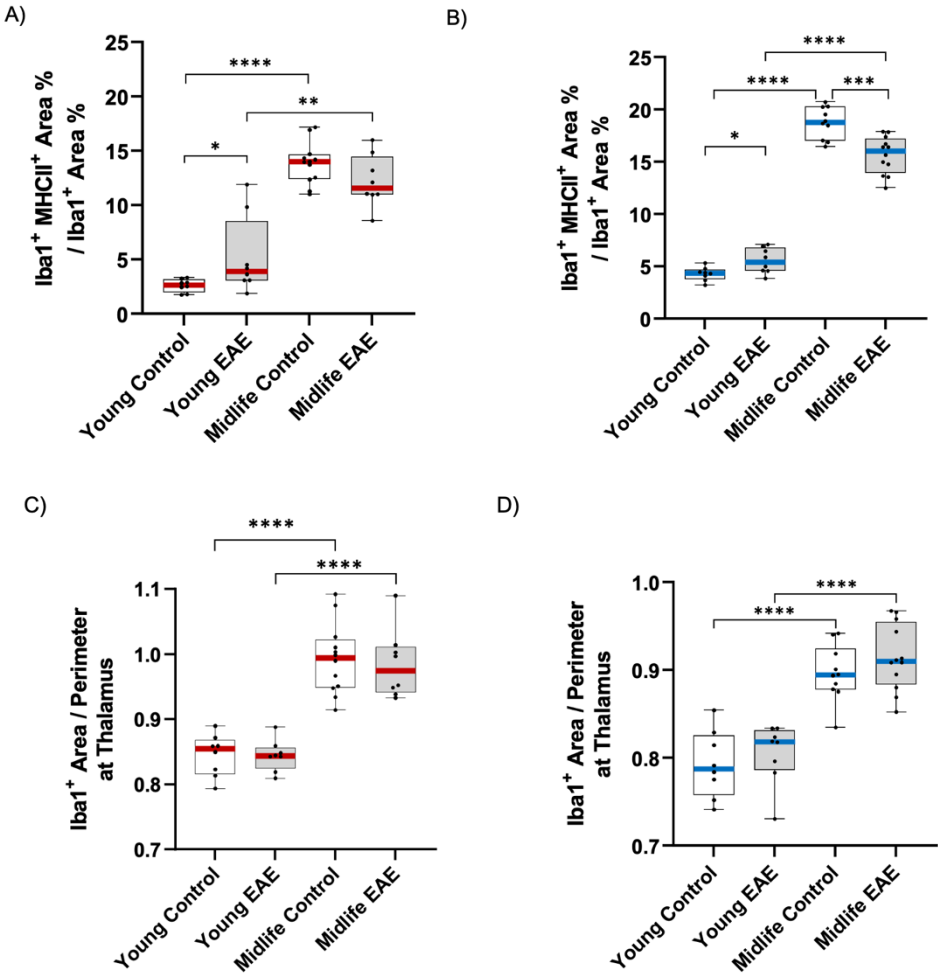 A)
Iba1⁺ MHCII⁺ Area %
/ Iba1⁺ Area %
25
20
15
10
5
0
****
**
*
Young Control
Young EAE
Midlife Control
Midlife EAE
B)
Iba1⁺ MHCII⁺ Area %
/ Iba1⁺ Area %
25
20
15
10
5
0
****
****
***
*
Young Control
Young EAE
Midlife Control
Midlife EAE
C)
Iba1⁺ Area / Perimeter
at Thalamus
1.1
1.0
0.9
0.8
0.7
****
****
Young Control
Young EAE
Midlife Control
Midlife EAE
D)
Iba1⁺ Area / Perimeter
at Thalamus
1.0
0.9
0.8
0.7
****
****
Young Control
Young EAE
Midlife Control
Midlife EAE